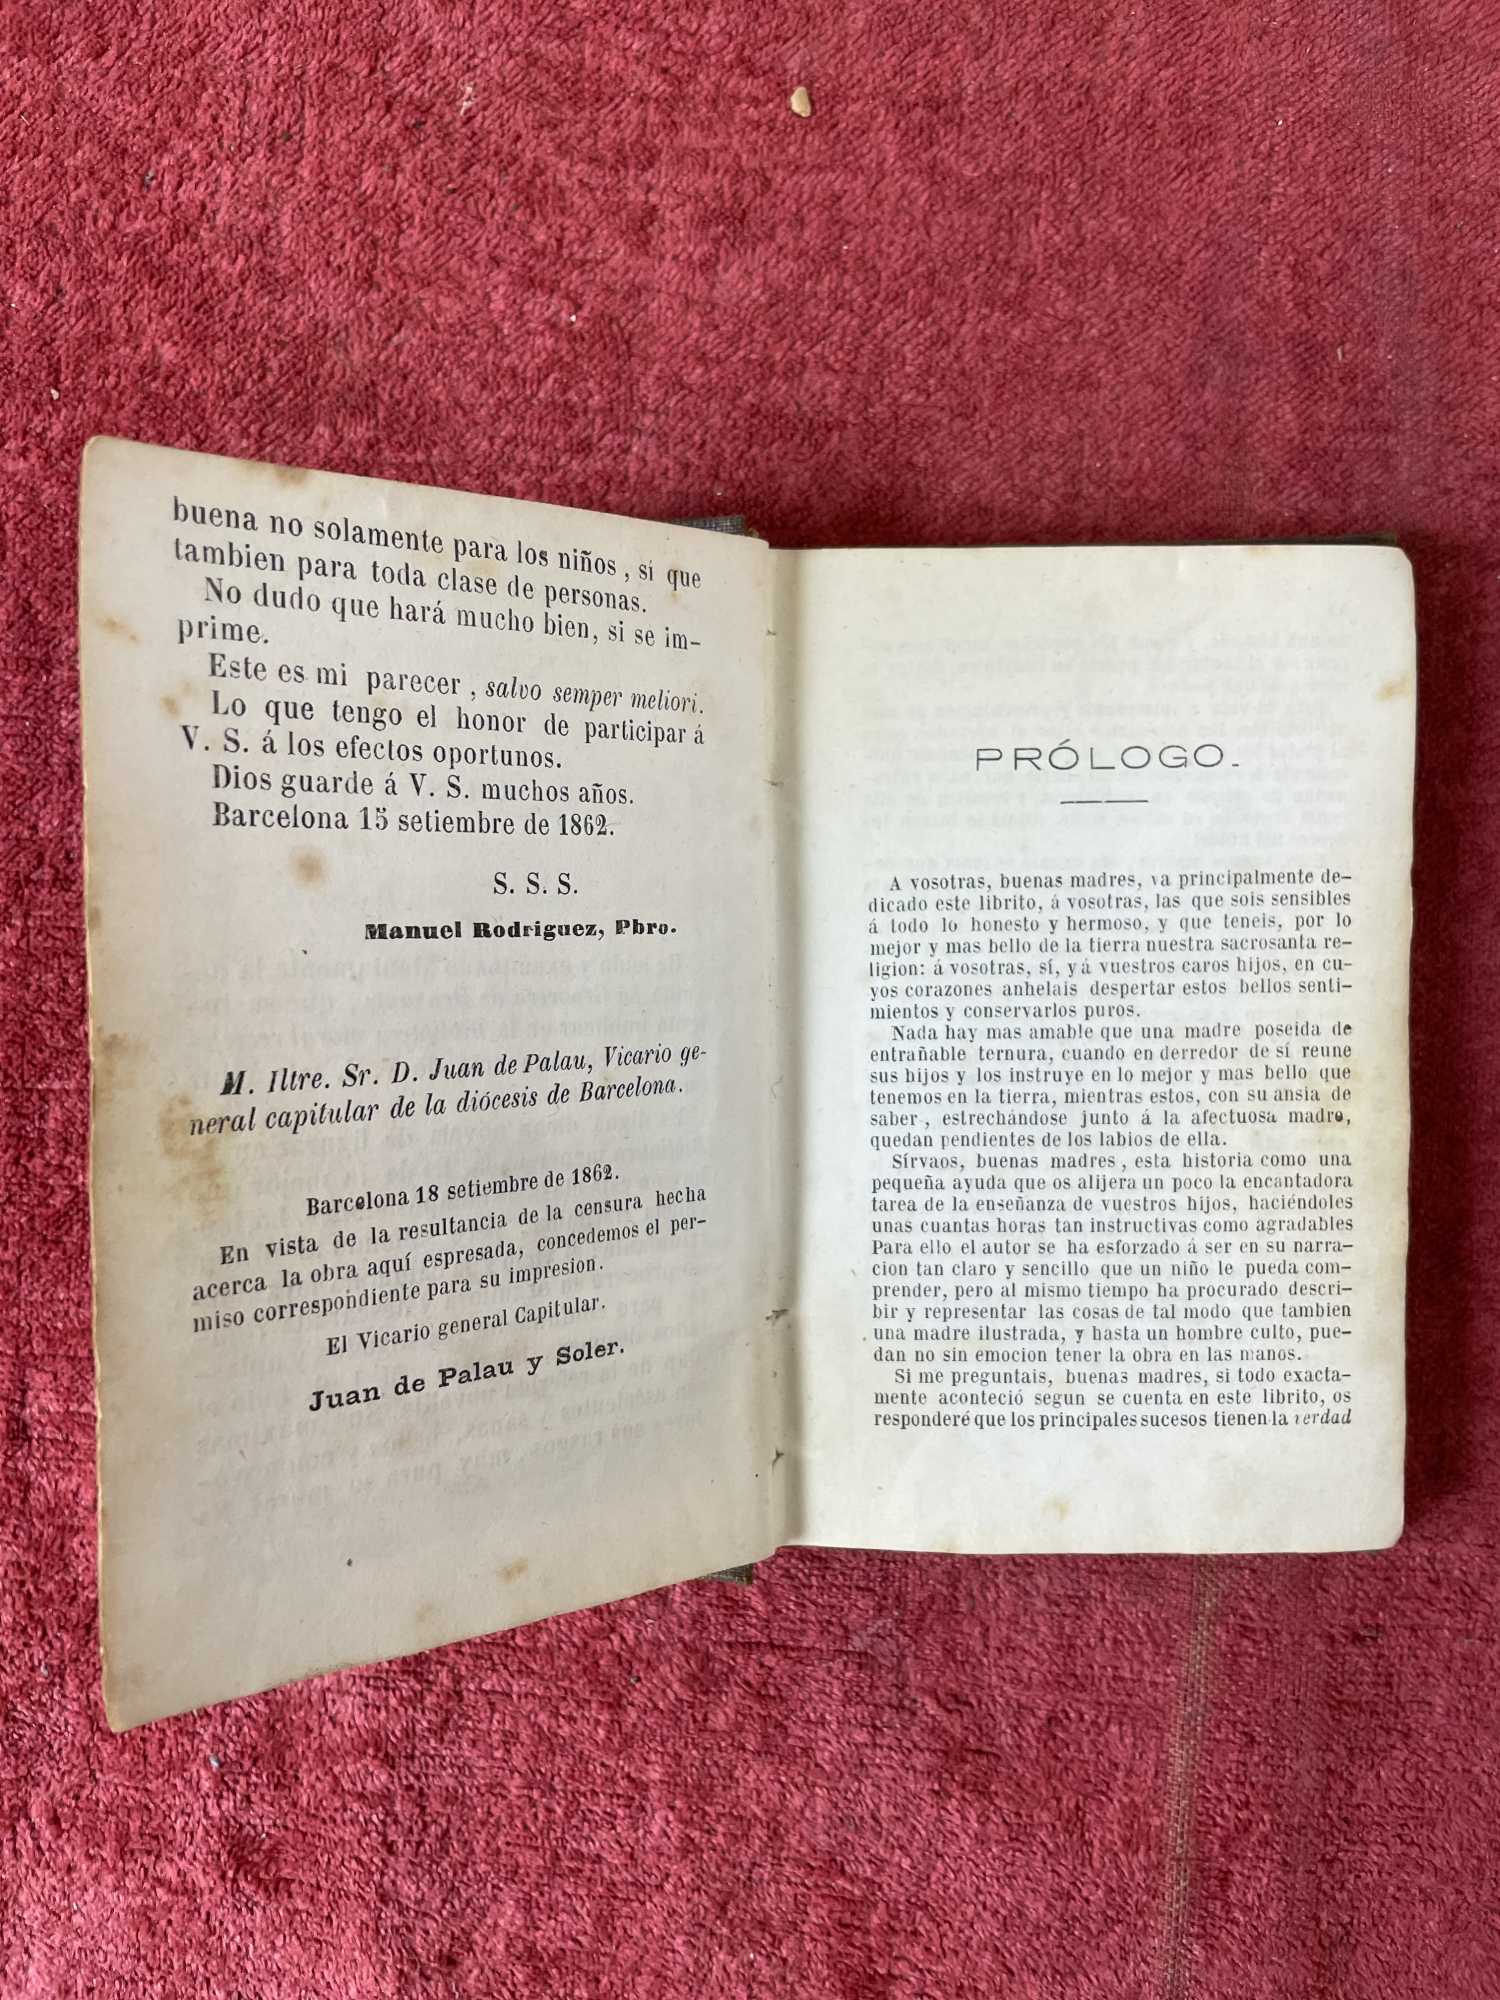 buena no solamente para los niños, sí que
tambien para toda clase de personas.
No dudo que hará mucho bien, si se im-
prime.
Este es mi parecer, salvo semper meliori.
Lo que tengo el honor de participar á
V. S. á los efectos oportunos.
Dios guarde á V. S. muchos años.
Barcelona 15 setiembre de 1862.
S. S. S.
Manuel Rodriguez, Pbro.
M. Iltre. Sr. D. Juan de Palau, Vicario ge-
neral capitular de la diócesis de Barcelona.
Barcelona 18 setiembre de 1862.
En vista de la resultancia de la censura hecha
acerca la obra aquí espresada, concedemos el per-
miso correspondiente para su impresion.
El Vicario general Capitular.
Juan de Palau y Soler.
PRÓLOGO.
A vosotras, buenas madres, va principalmente de-
dicado este librito, á vosotras, las que sois sensibles
á todo lo honesto y hermoso, y que teneis, por lo
mejor y mas bello de la tierra nuestra sacrosanta re-
ligion: á vosotras, sí, y á vuestros caros hijos, en cu-
yos corazones anhelais despertar estos bellos senti-
mientos y conservarlos puros.
Nada hay mas amable que una madre poseida de
entrañable ternura, cuando en derredor de sí reune
sus hijos y los instruye en lo mejor y mas bello que
tenemos en la tierra, mientras estos, con su ansia de
saber, estrechándose junto á la afectuosa madre,
quedan pendientes de los labios de ella.
Sírvaos, buenas madres, esta historia como una
pequeña ayuda que os alijera un poco la encantadora
tarea de la enseñanza de vuestros hijos, haciéndoles
unas cuantas horas tan instructivas como agradables
Para ello el autor se ha esforzado á ser en su narra-
cion tan claro y sencillo que un niño le pueda com-
prender, pero al mismo tiempo ha procurado descri-
bir y representar las cosas de tal modo que tambien
una madre ilustrada, y hasta un hombre culto, pue-
dan no sin emocion tener la obra en las manos.
Si me preguntais, buenas madres, si todo exacta-
mente aconteció segun se cuenta en este librito, os
responderé que los principales sucesos tienen la verdad